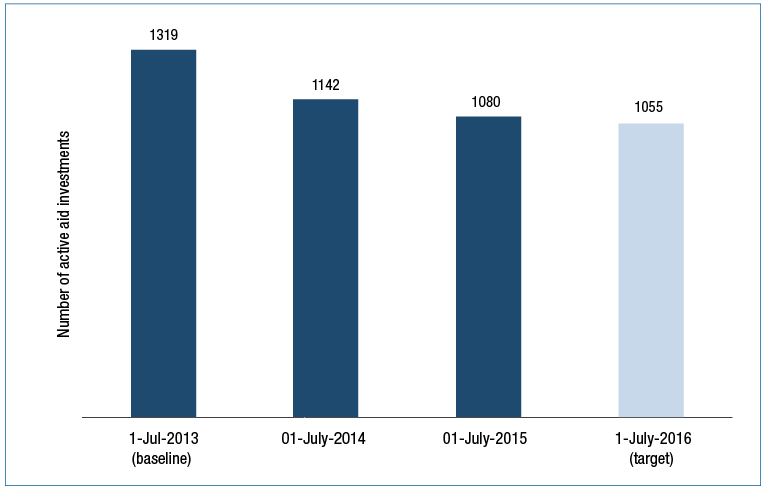 1319
1142
1080
1055
Number of active aid investments
1-Jul-2013
(baseline)
01-July-2014
01-July-2015
1-July-2016
(target)